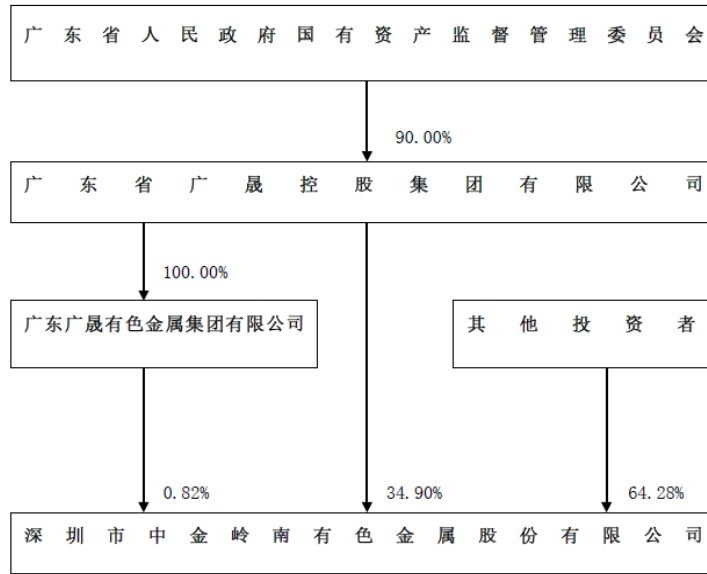 广东省人民政府国有资产监督管理委员会
90.00%
广东省广晟控股集团有限公司
100.00%
广东广晟有色金属集团有限公司
其他投资者
0.82%
34.90%
64.28%
深圳市中金岭南有色金属股份有限公司